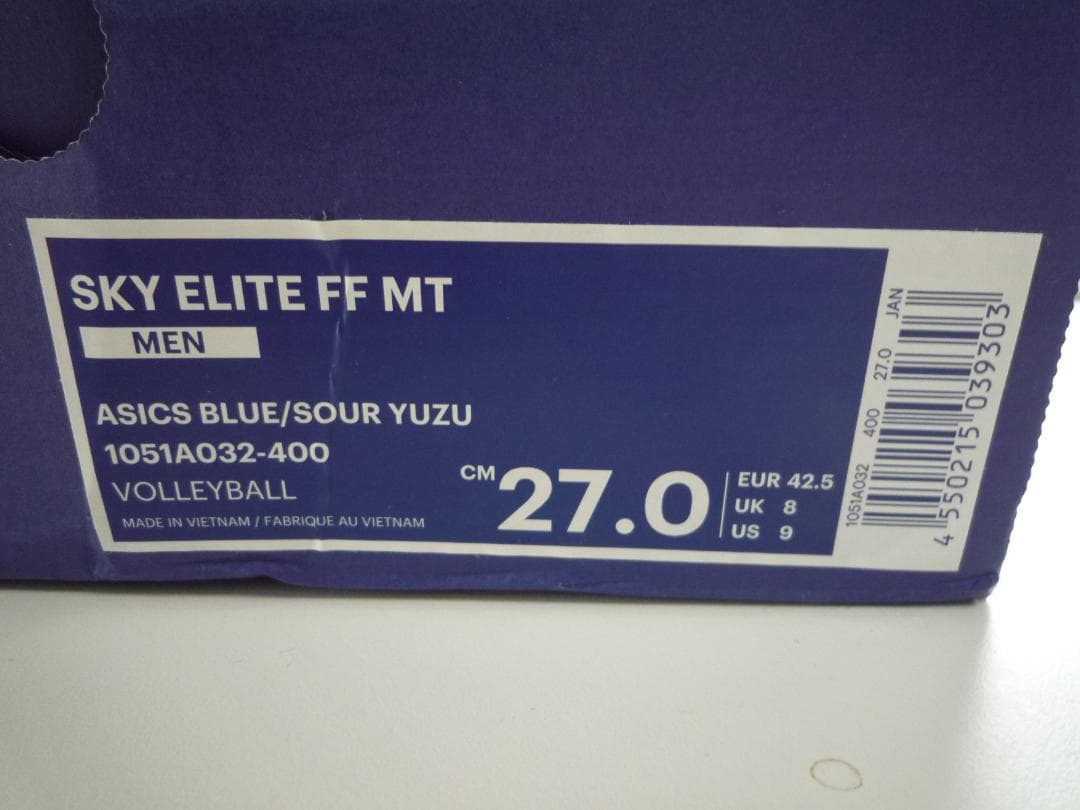 SKY ELITE FF MT
MEN
ASICS BLUE/SOUR YUZU
1051A032-400
VOLLEYBALL
MADE IN VIETNAM / FABRIQUE AU VIETNAM
CM 27.0
EUR 42.5
UK 8
US 9
1051A032 400 27.0 JAN
4 550215 039303